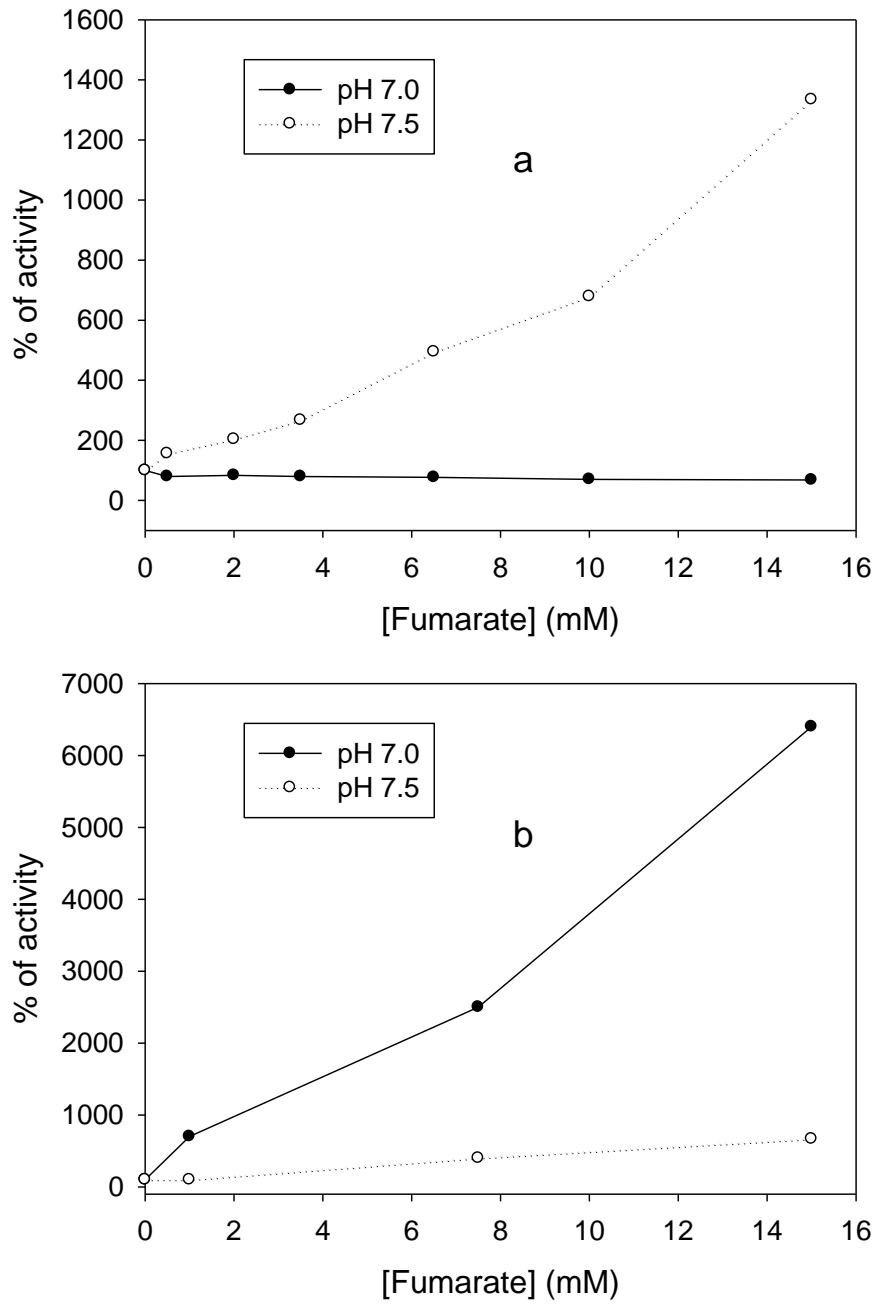 1600
1400
1200
1000
800
600
400
200
0
% of activity
pH 7.0
pH 7.5
a
0 2 4 6 8 10 12 14 16
[Fumarate] (mM)
7000
6000
5000
4000
3000
2000
1000
0
% of activity
pH 7.0
pH 7.5
b
0 2 4 6 8 10 12 14 16
[Fumarate] (mM)